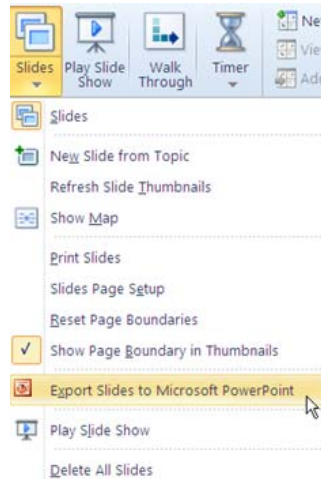 Ne
Slides Play Slide Show Walk Through Timer
Vie
Add
Slides
New Slide from Topic
Refresh Slide Thumbnails
Show Map
Print Slides
Slides Page Setup
Reset Page Boundaries
Show Page Boundary in Thumbnails
Export Slides to Microsoft PowerPoint
Play Slide Show
Delete All Slides